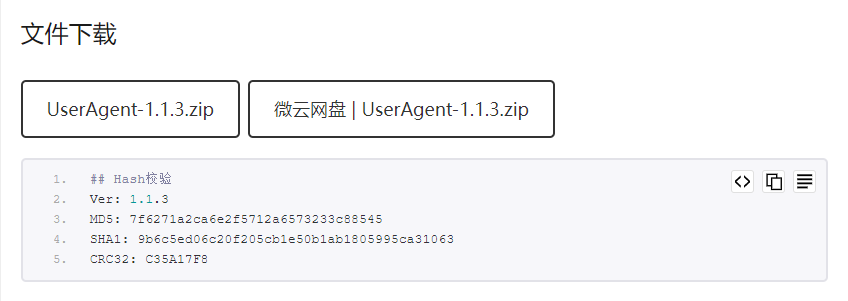 文件下载
UserAgent-1.1.3.zip
微云网盘 | UserAgent-1.1.3.zip
1. ## Hash校验
2. Ver: 1.1.3
3. MD5: 7f6271a2ca6e2f5712a6573233c88545
4. SHA1: 9b6c5ed06c20f205cb1e50b1ab1805995ca31063
5. CRC32: C35A17F8